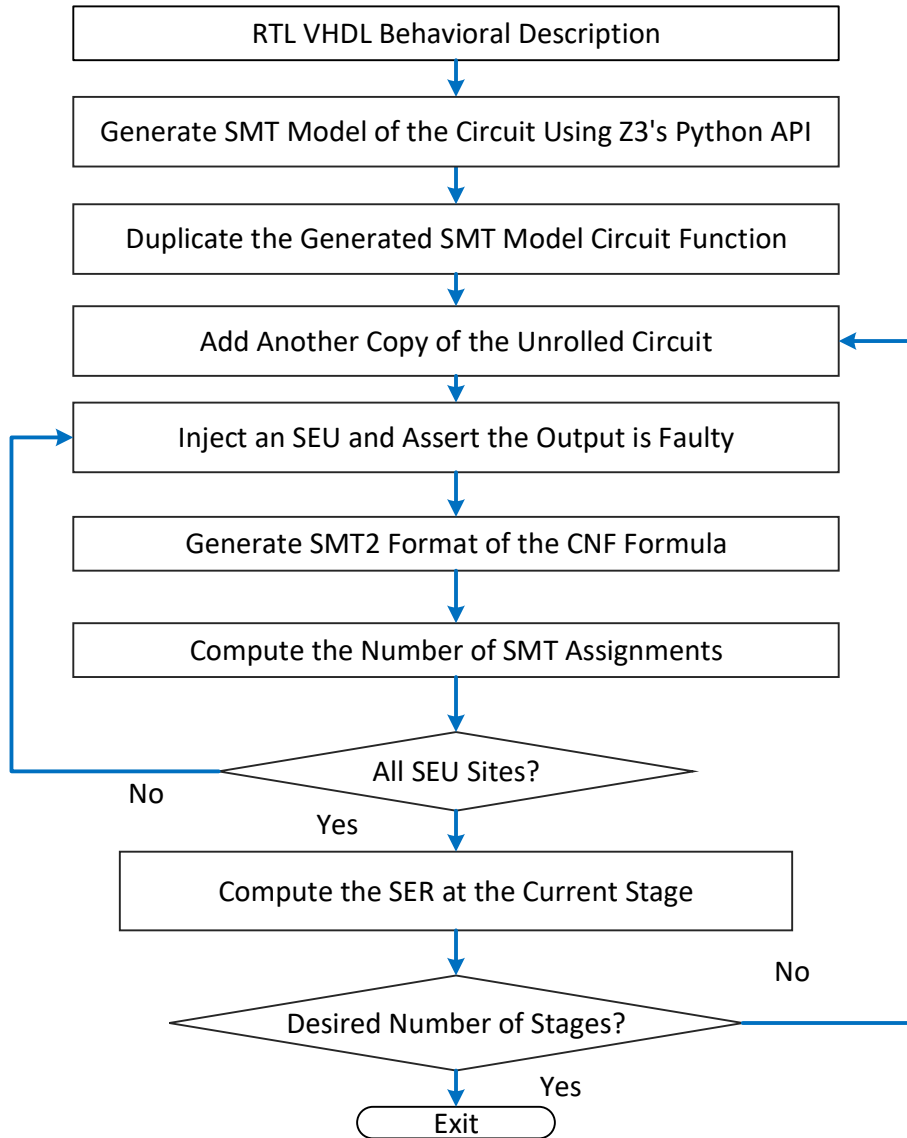 RTL VHDL Behavioral Description
Generate SMT Model of the Circuit Using Z3's Python API
Duplicate the Generated SMT Model Circuit Function
Add Another Copy of the Unrolled Circuit
Inject an SEU and Assert the Output is Faulty
Generate SMT2 Format of the CNF Formula
Compute the Number of SMT Assignments
All SEU Sites?
No
Yes
Compute the SER at the Current Stage
No
Desired Number of Stages?
Yes
Exit